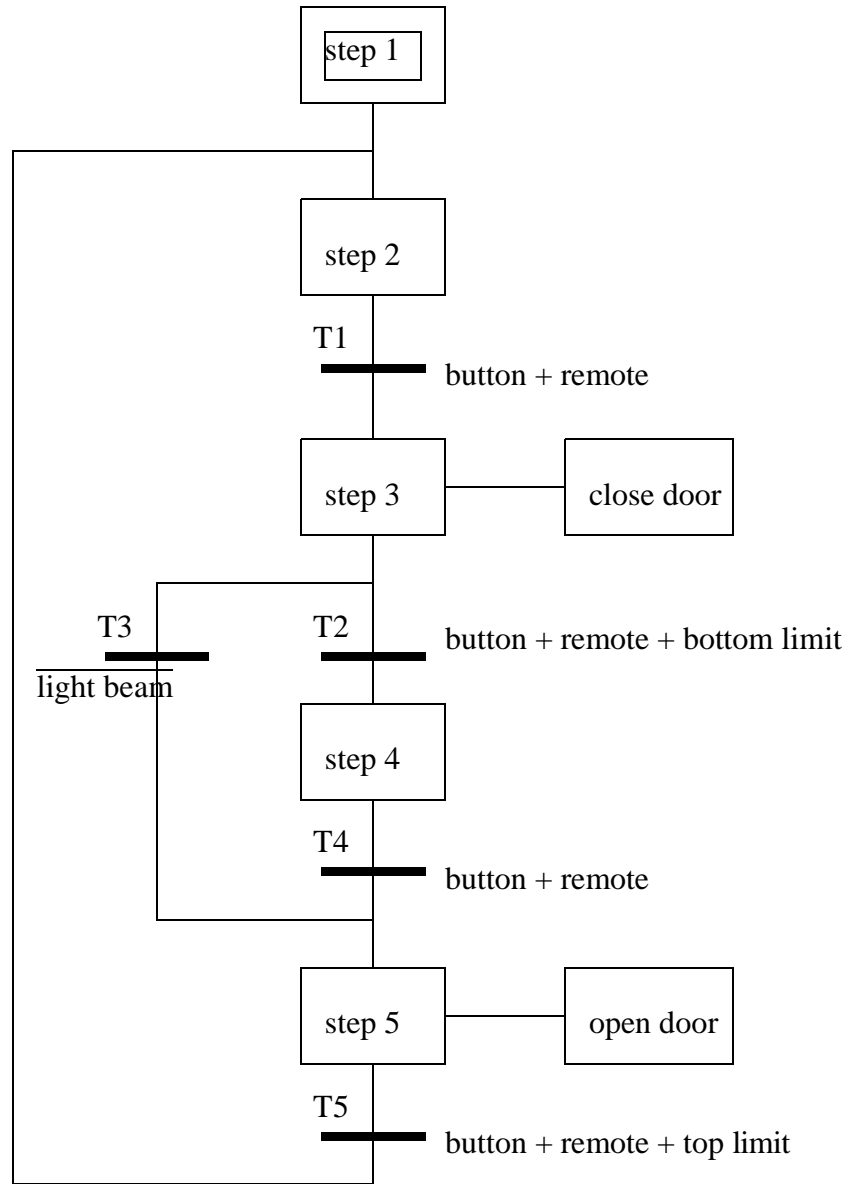 step 1
step 2
T1
button + remote
step 3
close door
T3
T2
button + remote + bottom limit
light beam
step 4
T4
button + remote
step 5
open door
T5
button + remote + top limit